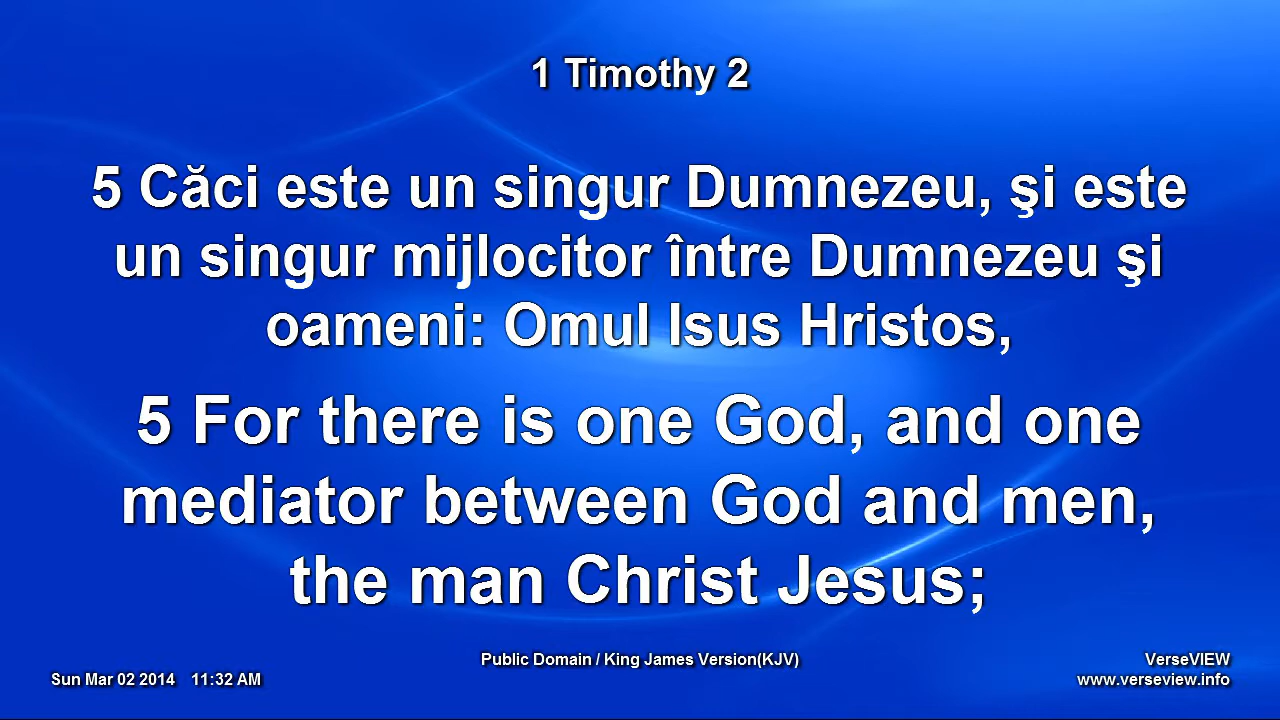 1 Timothy 2
5 Căci este un singur Dumnezeu, şi este
un singur mijlocitor între Dumnezeu şi
oameni: Omul Isus Hristos,
5 For there is one God, and one
mediator between God and men,
the man Christ Jesus;
Public Domain / King James Version(KJV)
VerseVIEW
Sun Mar 02 2014 11:32 AM
www.verseview.info